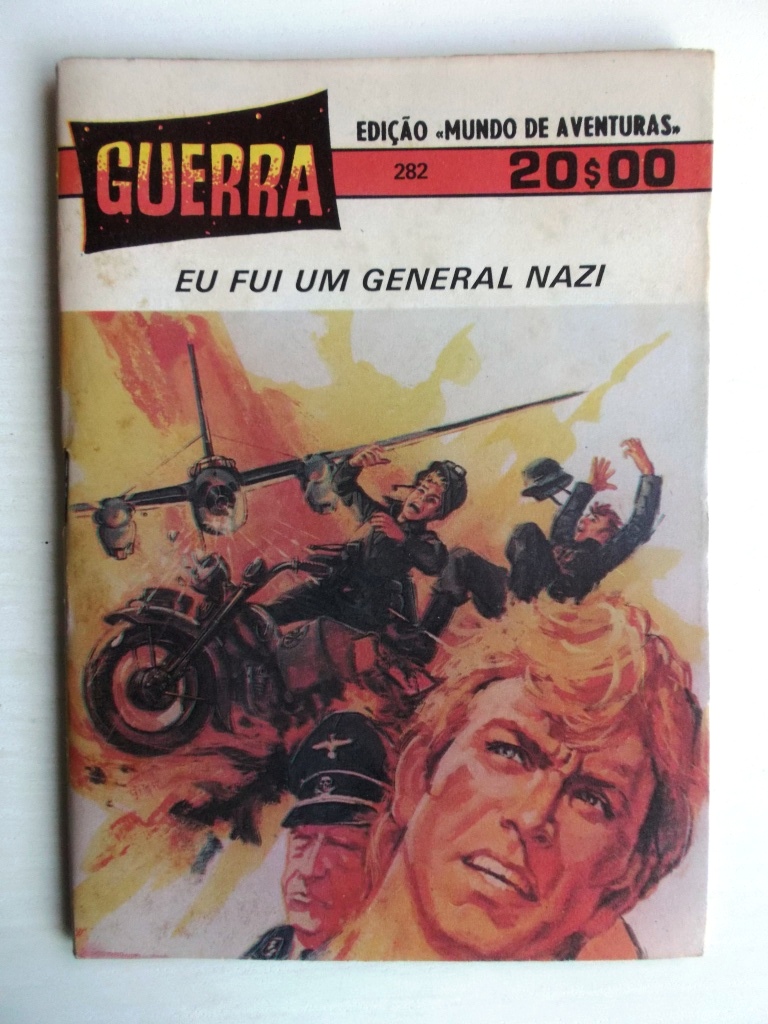 EDIÇÃO «MUNDO DE AVENTURAS»
GUERRA
282
20$00
EU FUI UM GENERAL NAZI